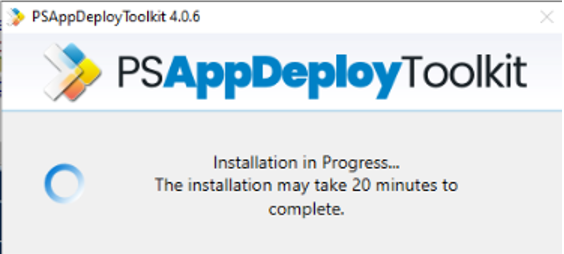 PSAppDeployToolkit 4.0.6
PSAppDeployToolkit
Installation in Progress...
The installation may take 20 minutes to
complete.